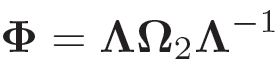 𝚽 = 𝚲𝛀₂𝚲⁻¹